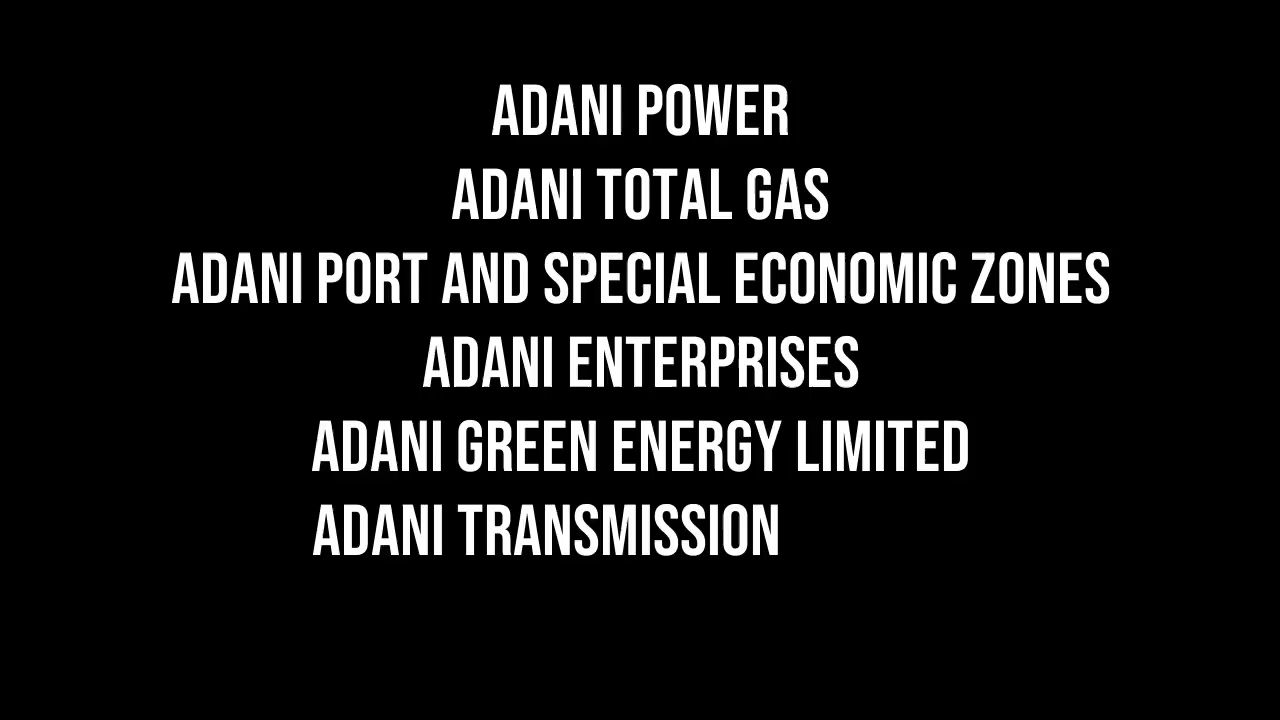 ADANI POWER
ADANI TOTAL GAS
ADANI PORT AND SPECIAL ECONOMIC ZONES
ADANI ENTERPRISES
ADANI GREEN ENERGY LIMITED
ADANI TRANSMISSION